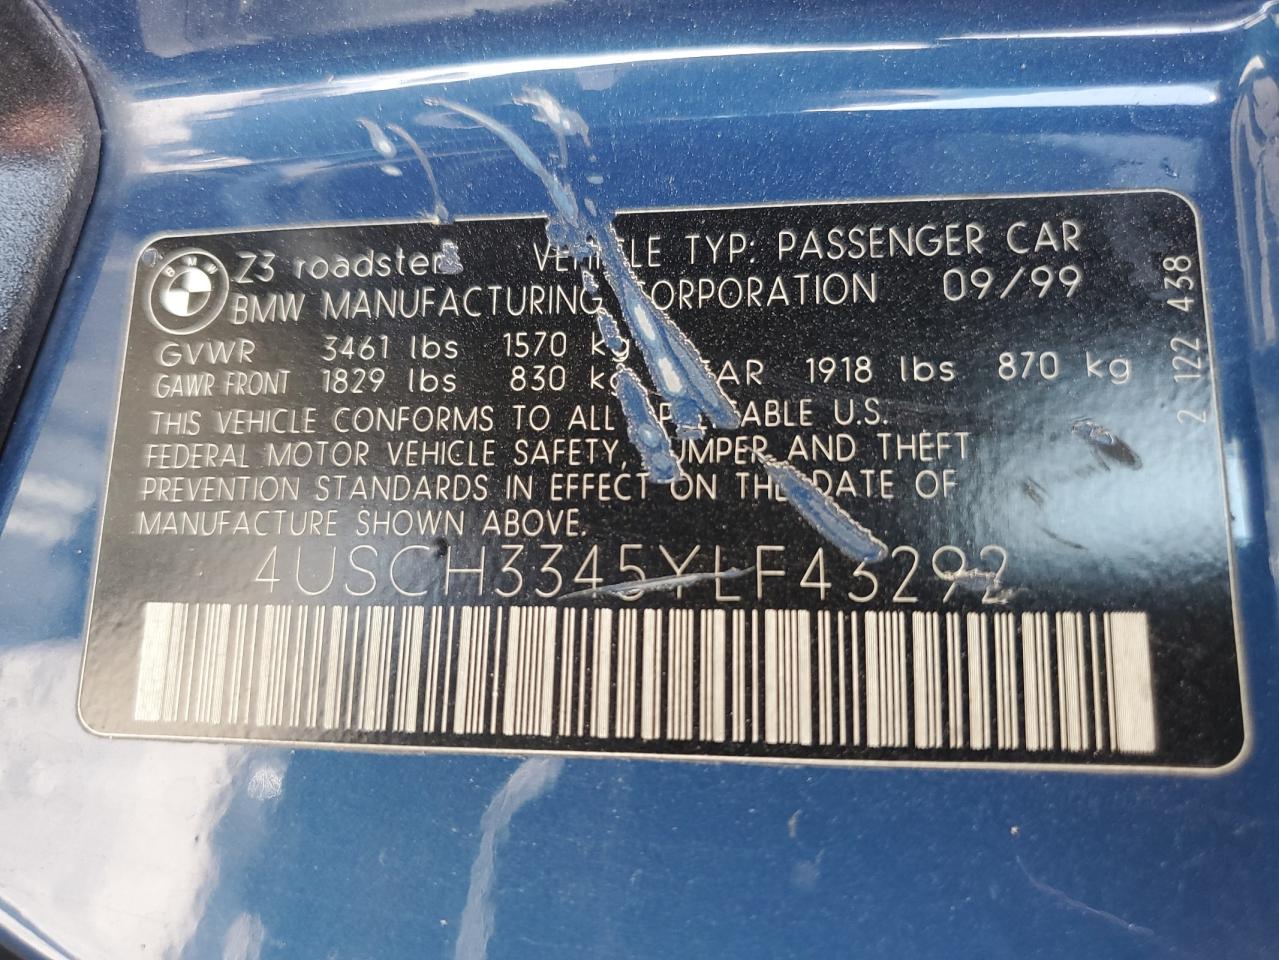 BMW
Z3 roadster VEHICLE TYP: PASSENGER CAR
BMW MANUFACTURING CORPORATION 09/99
GVWR 3461 lbs 1570 kg
GAWR FRONT 1829 lbs 830 kg REAR 1918 lbs 870 kg
THIS VEHICLE CONFORMS TO ALL APPLICABLE U.S.
FEDERAL MOTOR VEHICLE SAFETY, BUMPER AND THEFT
PREVENTION STANDARDS IN EFFECT ON THE DATE OF
MANUFACTURE SHOWN ABOVE.
4USCH3345YLF43292
2 122 438